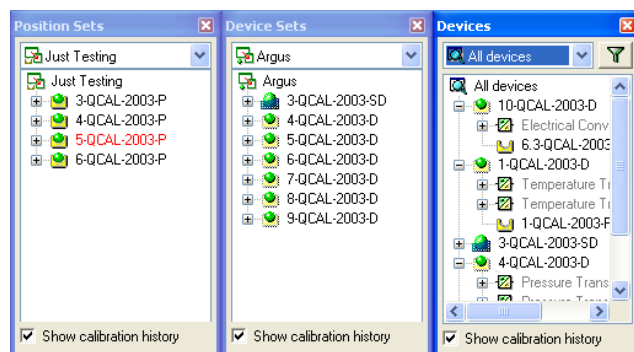 Position Sets
Just Testing
Just Testing
3-QCAL-2003-P
4-QCAL-2003-P
5-QCAL-2003-P
6-QCAL-2003-P
Show calibration history
Device Sets
Argus
Argus
3-QCAL-2003-SD
4-QCAL-2003-D
5-QCAL-2003-D
6-QCAL-2003-D
7-QCAL-2003-D
8-QCAL-2003-D
9-QCAL-2003-D
Show calibration history
Devices
All devices
All devices
10-QCAL-2003-D
Electrical Conv
6.3-QCAL-2003
1-QCAL-2003-D
Temperature Tr
Temperature Tr
1-QCAL-2003-P
3-QCAL-2003-SD
4-QCAL-2003-D
Pressure Trans
Pressure Trans
Show calibration history